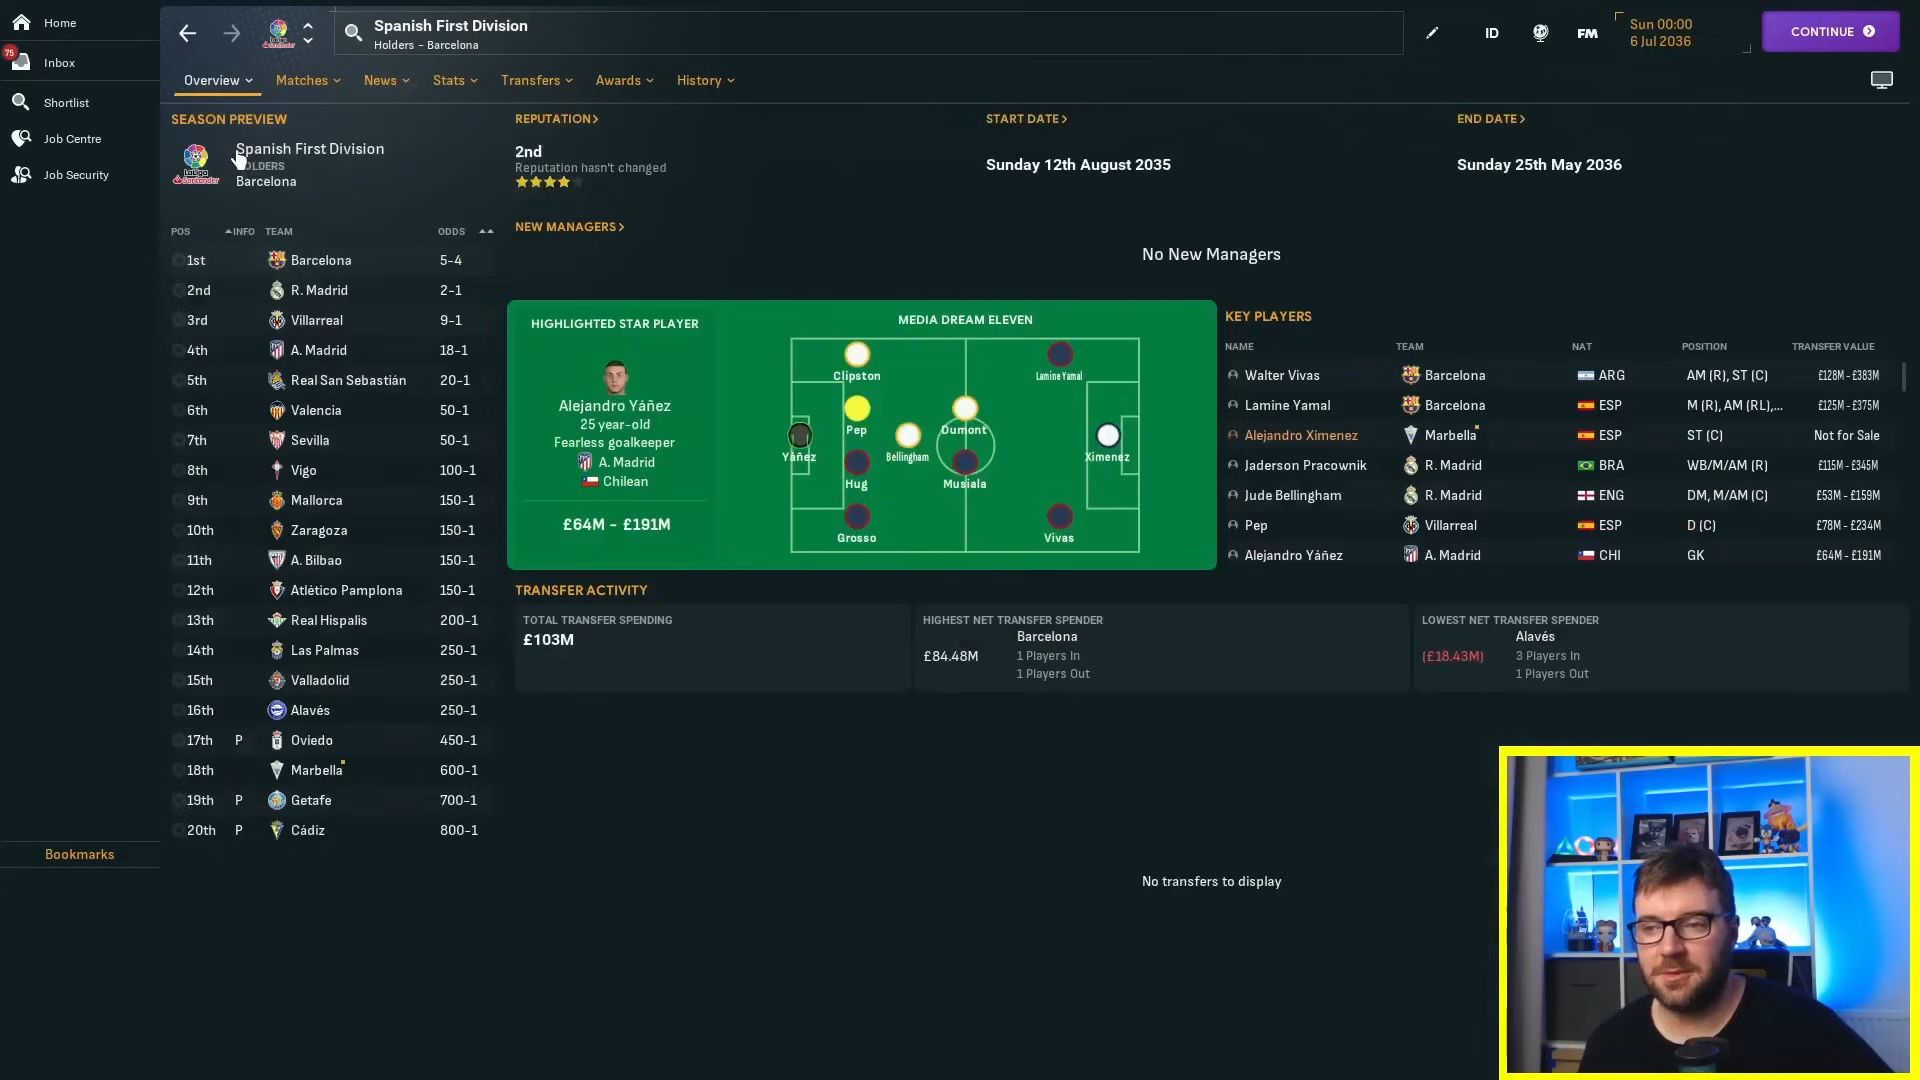 Home
75
Inbox
Shortlist
Job Centre
Job Security
Bookmarks
Spanish First Division
Holders - Barcelona
ID
FM
Sun 00:00
6 Jul 2036
CONTINUE
Overview
Matches
News
Stats
Transfers
Awards
History
SEASON PREVIEW
Spanish First Division
HOLDERS
Barcelona
POS INFO TEAM ODDS
1st Barcelona 5-4
2nd R. Madrid 2-1
3rd Villarreal 9-1
4th A. Madrid 18-1
5th Real San Sebastián 20-1
6th Valencia 50-1
7th Sevilla 50-1
8th Vigo 100-1
9th Mallorca 150-1
10th Zaragoza 150-1
11th A. Bilbao 150-1
12th Atlético Pamplona 150-1
13th Real Hispalis 200-1
14th Las Palmas 250-1
15th Valladolid 250-1
16th Alavés 250-1
17th P Oviedo 450-1
18th Marbella 600-1
19th P Getafe 700-1
20th P Cádiz 800-1
REPUTATION>
2nd
Reputation hasn't changed
START DATE>
Sunday 12th August 2035
END DATE>
Sunday 25th May 2036
NEW MANAGERS>
No New Managers
HIGHLIGHTED STAR PLAYER
Alejandro Yáñez
25 year-old
Fearless goalkeeper
A. Madrid
Chilean
£64M - £191M
MEDIA DREAM ELEVEN
Clipston
Lamine Yamal
Pep
Dumont
Yáñez
Bellingham
Ximenez
Hug
Musiala
Grosso
Vivas
KEY PLAYERS
NAME TEAM NAT POSITION TRANSFER VALUE
Walter Vivas Barcelona ARG AM (R), ST (C) £128M - £383M
Lamine Yamal Barcelona ESP M (R), AM (RL),... £125M - £375M
Alejandro Ximenez Marbella ESP ST (C) Not for Sale
Jaderson Pracownik R. Madrid BRA WB/M/AM (R) £115M - £345M
Jude Bellingham R. Madrid ENG DM, M/AM (C) £53M - £159M
Pep Villarreal ESP D (C) £78M - £234M
Alejandro Yáñez A. Madrid CHI GK £64M - £191M
TRANSFER ACTIVITY
TOTAL TRANSFER SPENDING
£103M
HIGHEST NET TRANSFER SPENDER
Barcelona
£84.48M
1 Players In
1 Players Out
LOWEST NET TRANSFER SPENDER
Alavés
(£18.43M)
3 Players In
1 Players Out
No transfers to display